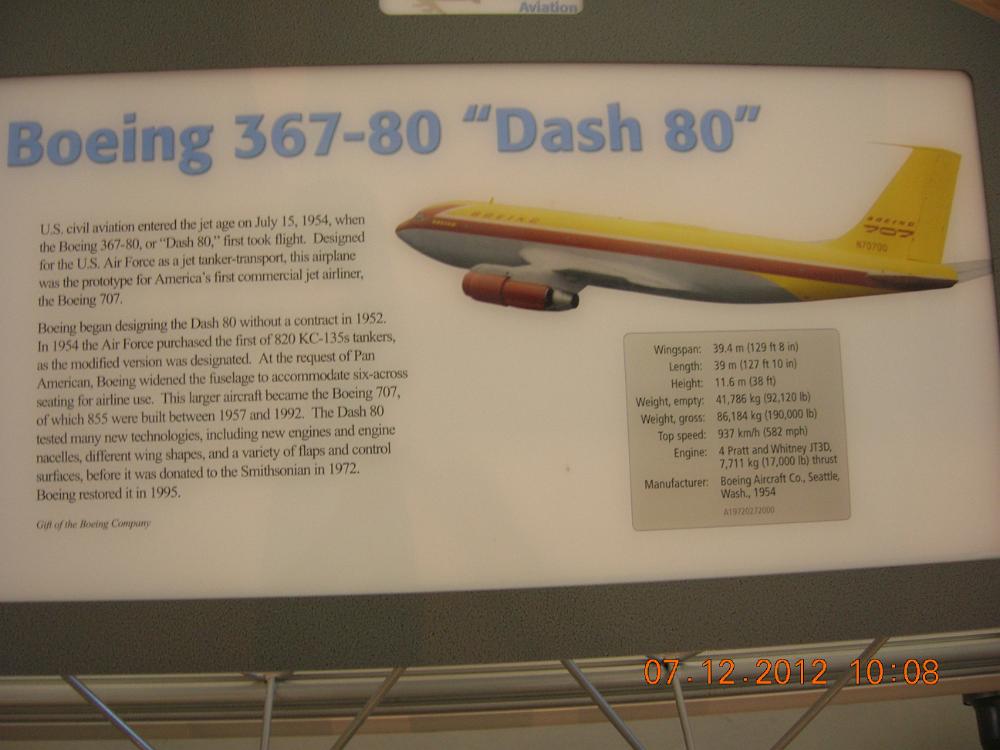 Aviation
Boeing 367-80 “Dash 80”
U.S. civil aviation entered the jet age on July 15, 1954, when
the Boeing 367-80, or “Dash 80,” first took flight. Designed
for the U.S. Air Force as a jet tanker-transport, this airplane
was the prototype for America's first commercial jet airliner,
the Boeing 707.
Boeing began designing the Dash 80 without a contract in 1952.
In 1954 the Air Force purchased the first of 820 KC-135s tankers,
as the modified version was designated. At the request of Pan
American, Boeing widened the fuselage to accommodate six-across
seating for airline use. This larger aircraft became the Boeing 707,
of which 855 were built between 1957 and 1992. The Dash 80
tested many new technologies, including new engines and engine
nacelles, different wing shapes, and a variety of flaps and control
surfaces, before it was donated to the Smithsonian in 1972.
Boeing restored it in 1995.
Gift of the Boeing Company
BOEING
BOEING
707
N70700
Wingspan: 39.4 m (129 ft 8 in)
Length: 39 m (127 ft 10 in)
Height: 11.6 m (38 ft)
Weight, empty: 41,786 kg (92,120 lb)
Weight, gross: 86,184 kg (190,000 lb)
Top speed: 937 km/h (582 mph)
Engine: 4 Pratt and Whitney JT3D,
7,711 kg (17,000 lb) thrust
Manufacturer: Boeing Aircraft Co., Seattle,
Wash., 1954
A19720272000
07.12.2012 10:08